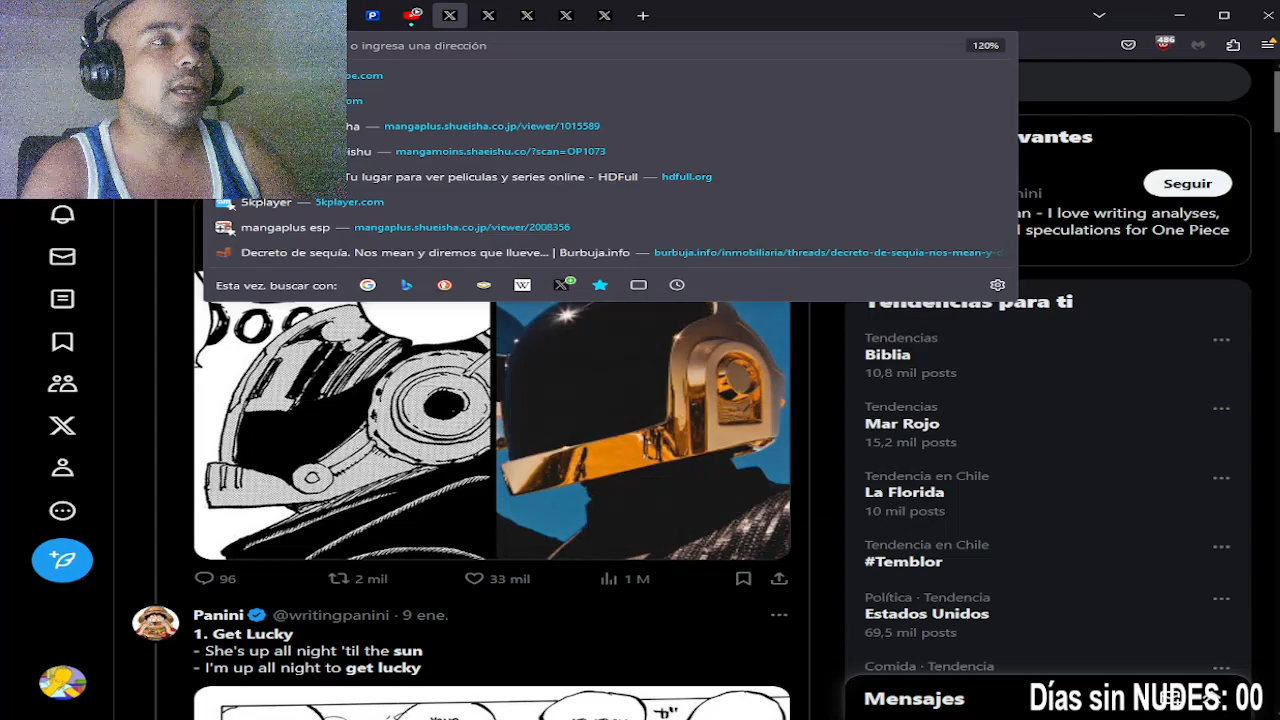 o ingresa una dirección
120%
486
be.com
om
ha — mangaplus.shueisha.co.jp/viewer/1015589
eishu — mangamoins.shaeishu.co/?scan=OP1073
Tu lugar para ver peliculas y series online - HDFull — hdfull.org
5kplayer — 5kplayer.com
mangaplus esp — mangaplus.shueisha.co.jp/viewer/2008356
Decreto de sequía. Nos mean y diremos que llueve... | Burbuja.info — burbuja.info/inmobiliaria/threads/decreto-de-sequia-nos-mean-y-d
Esta vez, buscar con:
vantes
ini
Seguir
n - I love writing analyses,
l speculations for One Piece
Tendencias para ti
Tendencias
Biblia
10,8 mil posts
Tendencias
Mar Rojo
15,2 mil posts
Tendencia en Chile
La Florida
10 mil posts
Tendencia en Chile
#Temblor
Política · Tendencia
Estados Unidos
69,5 mil posts
Comida · Tendencia
96
2 mil
33 mil
1 M
Panini @writingpanini · 9 ene.
1. Get Lucky
- She's up all night 'til the sun
- I'm up all night to get lucky
Mensajes
Días sin NUDES: 00